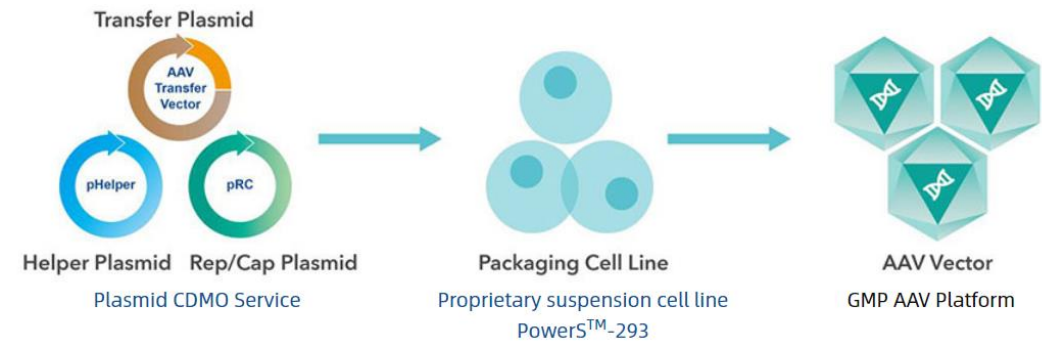 Transfer Plasmid
AAV
Transfer
Vector
pHelper
pRC
Helper Plasmid
Rep/Cap Plasmid
Packaging Cell Line
AAV Vector
Plasmid CDMO Service
Proprietary suspension cell line
PowerS™-293
GMP AAV Platform